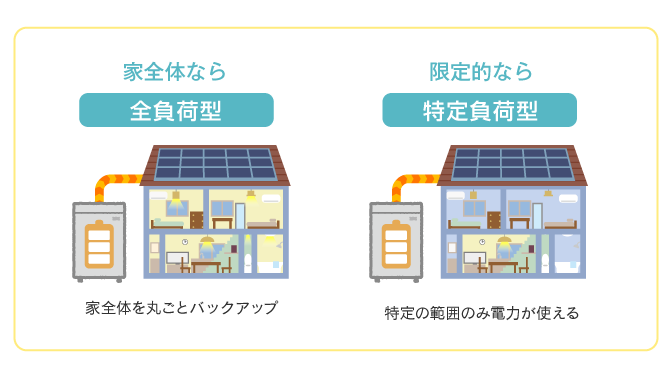 家全体なら
全負荷型
家全体を丸ごとバックアップ
限定的なら
特定負荷型
特定の範囲のみ電力が使える